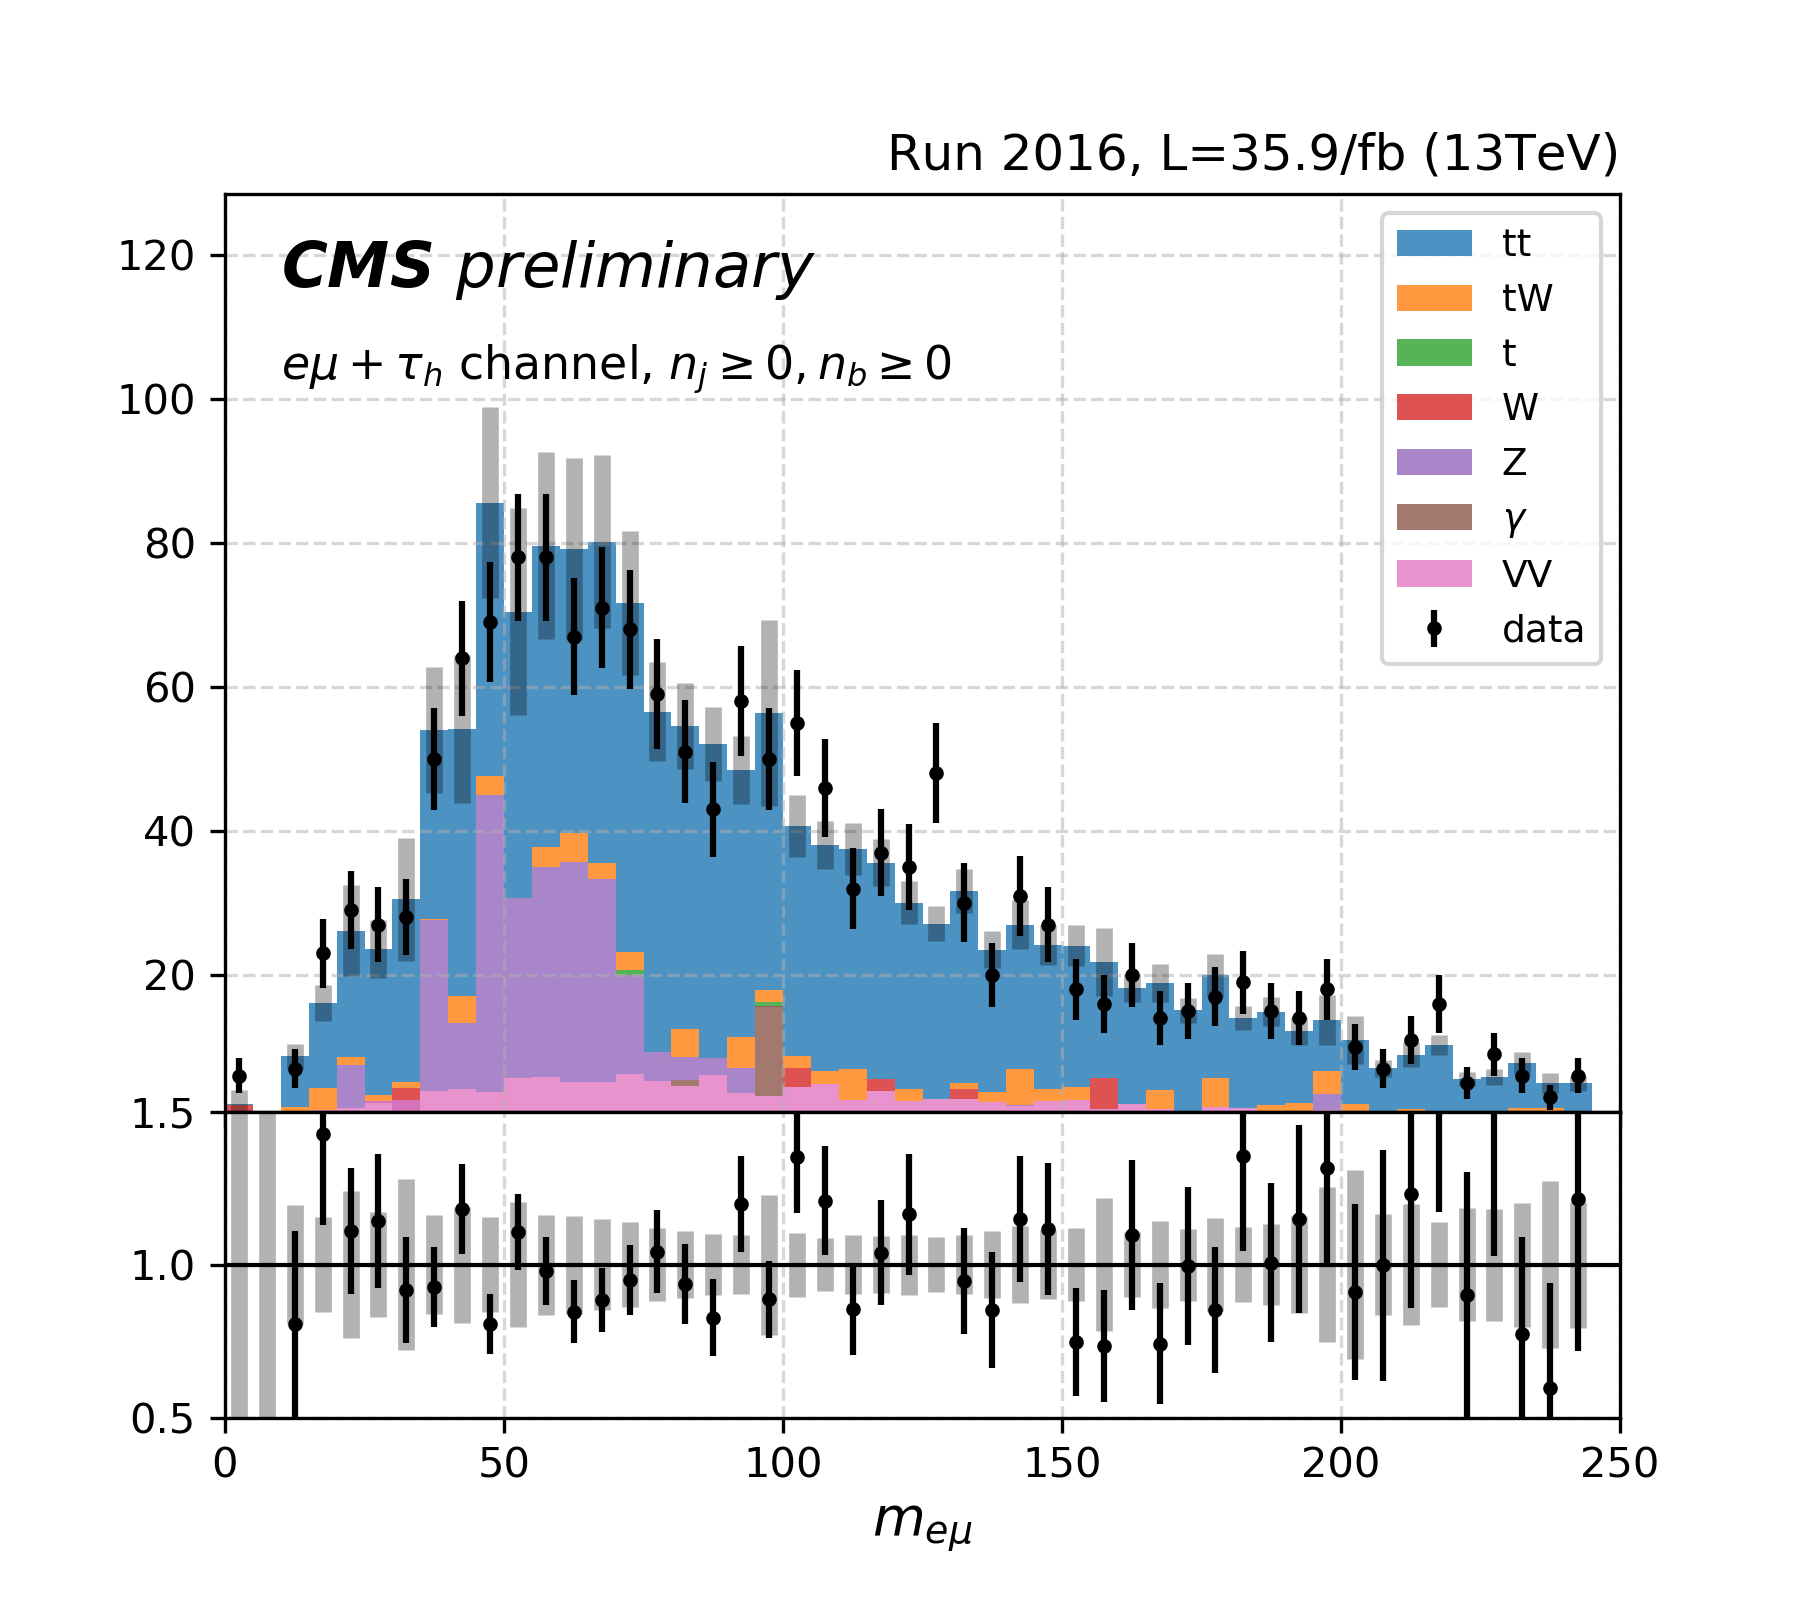 Run 2016, L=35.9/fb (13TeV)
CMS preliminary
eμ + τ_h channel, n_j ≥ 0, n_b ≥ 0
120
100
80
60
40
20
1.5
1.0
0.5
tt
tW
t
W
Z
γ
VV
data
0 50 100 150 200 250
m_eμ